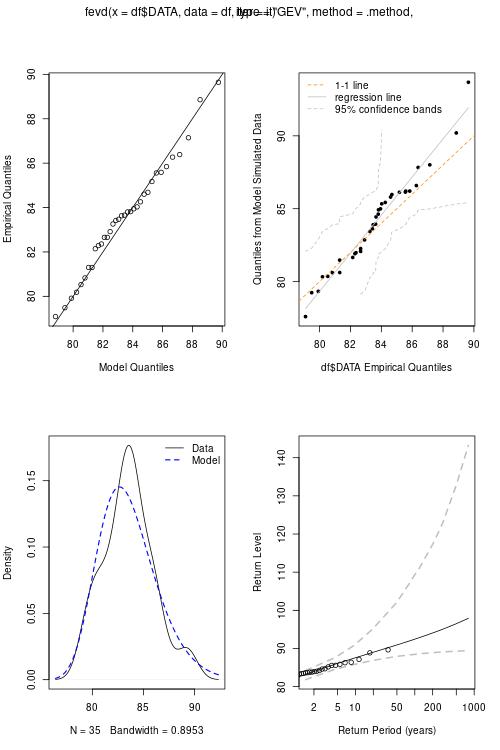 fevd(x = df$DATA, data = df, type = "GEV", method = .method,
90
88
86
84
82
80
Empirical Quantiles
80 82 84 86 88 90
Model Quantiles
1-1 line
regression line
95% confidence bands
90
85
80
Quantiles from Model Simulated Data
80 82 84 86 88 90
df$DATA Empirical Quantiles
Data
Model
0.15
0.10
0.05
0.00
Density
80 85 90
N = 35 Bandwidth = 0.8953
140
130
120
110
100
90
80
Return Level
2 5 10 50 200 1000
Return Period (years)